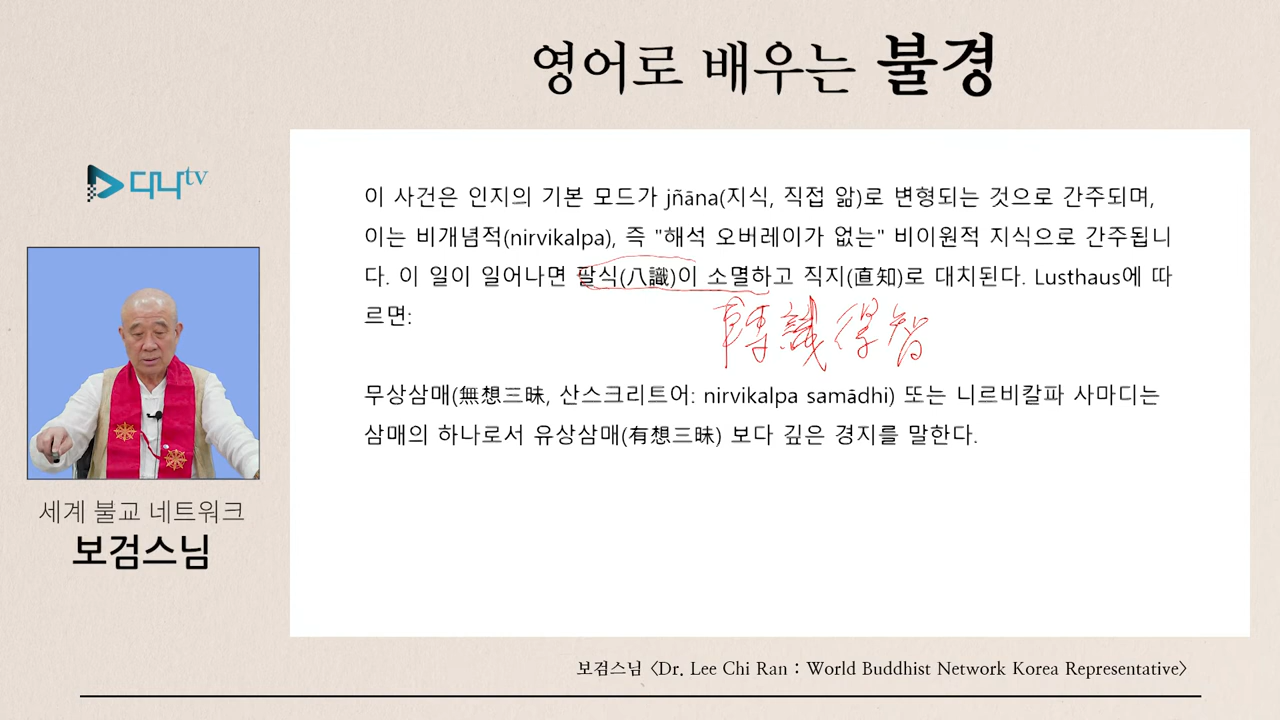 영어로 배우는 불경
디나tv
이 사건은 인지의 기본 모드가 jñāna(지식, 직접 앎)로 변형되는 것으로 간주되며,
이는 비개념적(nirvikalpa), 즉 "해석 오버레이가 없는" 비이원적 지식으로 간주됩니
다. 이 일이 일어나면 팔식(八識)이 소멸하고 직지(直知)로 대치된다. Lusthaus에 따
르면:
轉識得智
무상삼매(無想三昧, 산스크리트어: nirvikalpa samādhi) 또는 니르비칼파 사마디는
삼매의 하나로서 유상삼매(有想三昧) 보다 깊은 경지를 말한다.
세계 불교 네트워크
보검스님
보검스님 <Dr. Lee Chi Ran : World Buddhist Network Korea Representative>